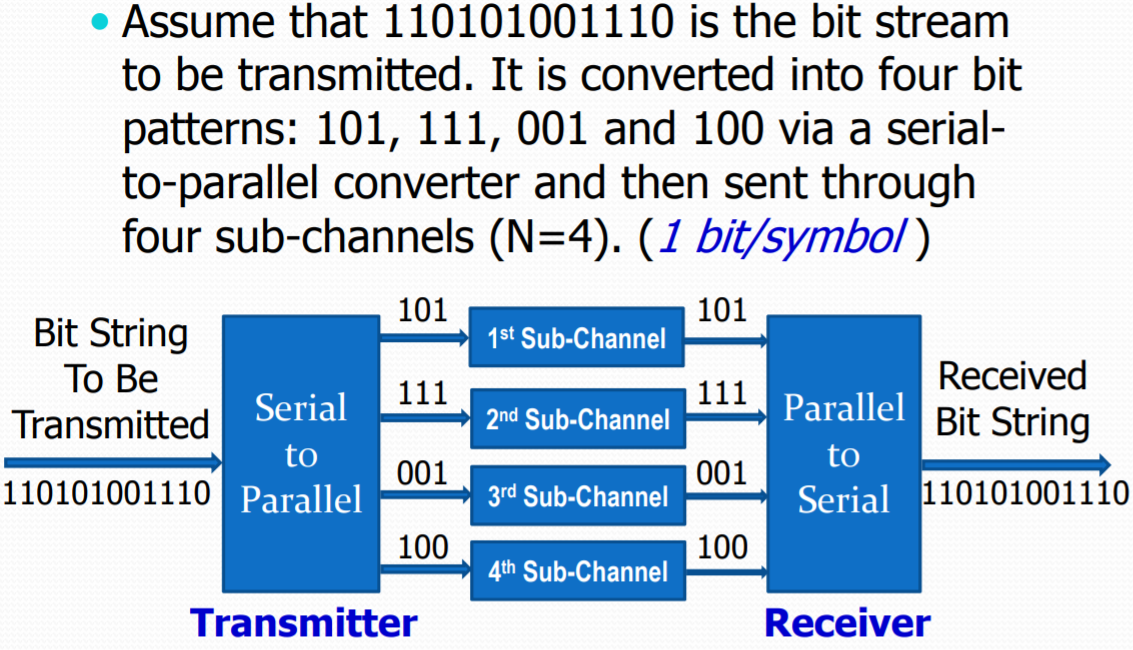 • Assume that 110101001110 is the bit stream
to be transmitted. It is converted into four bit
patterns: 101, 111, 001 and 100 via a serial-
to-parallel converter and then sent through
four sub-channels (N=4). (1 bit/symbol )
Bit String
To Be
Transmitted
110101001110
Serial
to
Parallel
Transmitter
101
111
001
100
1st Sub-Channel
2nd Sub-Channel
3rd Sub-Channel
4th Sub-Channel
101
111
001
100
Parallel
to
Serial
Receiver
Received
Bit String
110101001110